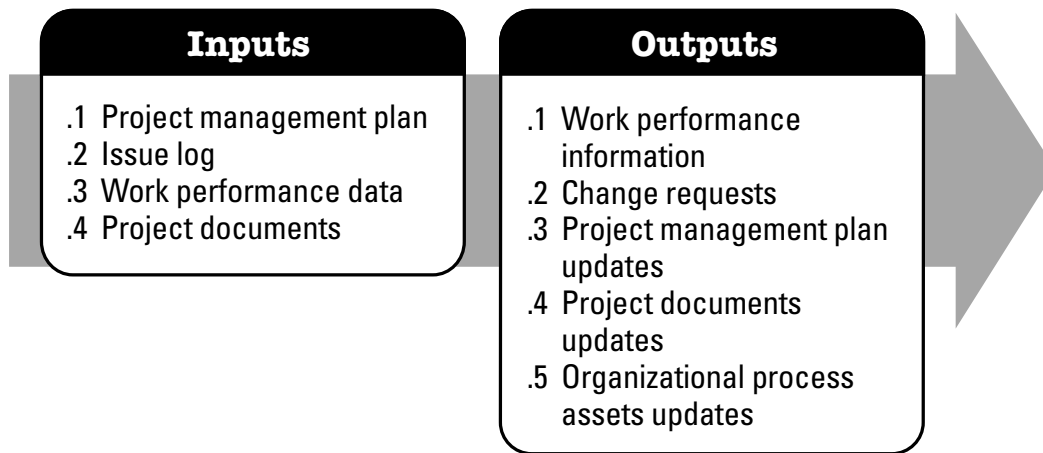 Inputs
.1 Project management plan
.2 Issue log
.3 Work performance data
.4 Project documents
Outputs
.1 Work performance
information
.2 Change requests
.3 Project management plan
updates
.4 Project documents
updates
.5 Organizational process
assets updates